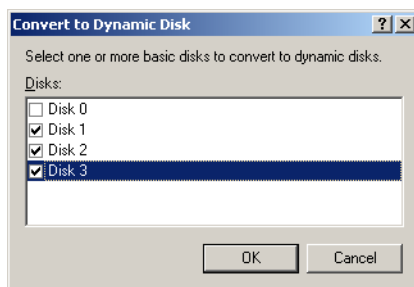 Convert to Dynamic Disk
Select one or more basic disks to convert to dynamic disks.
Disks:
Disk 0
Disk 1
Disk 2
Disk 3
OK Cancel